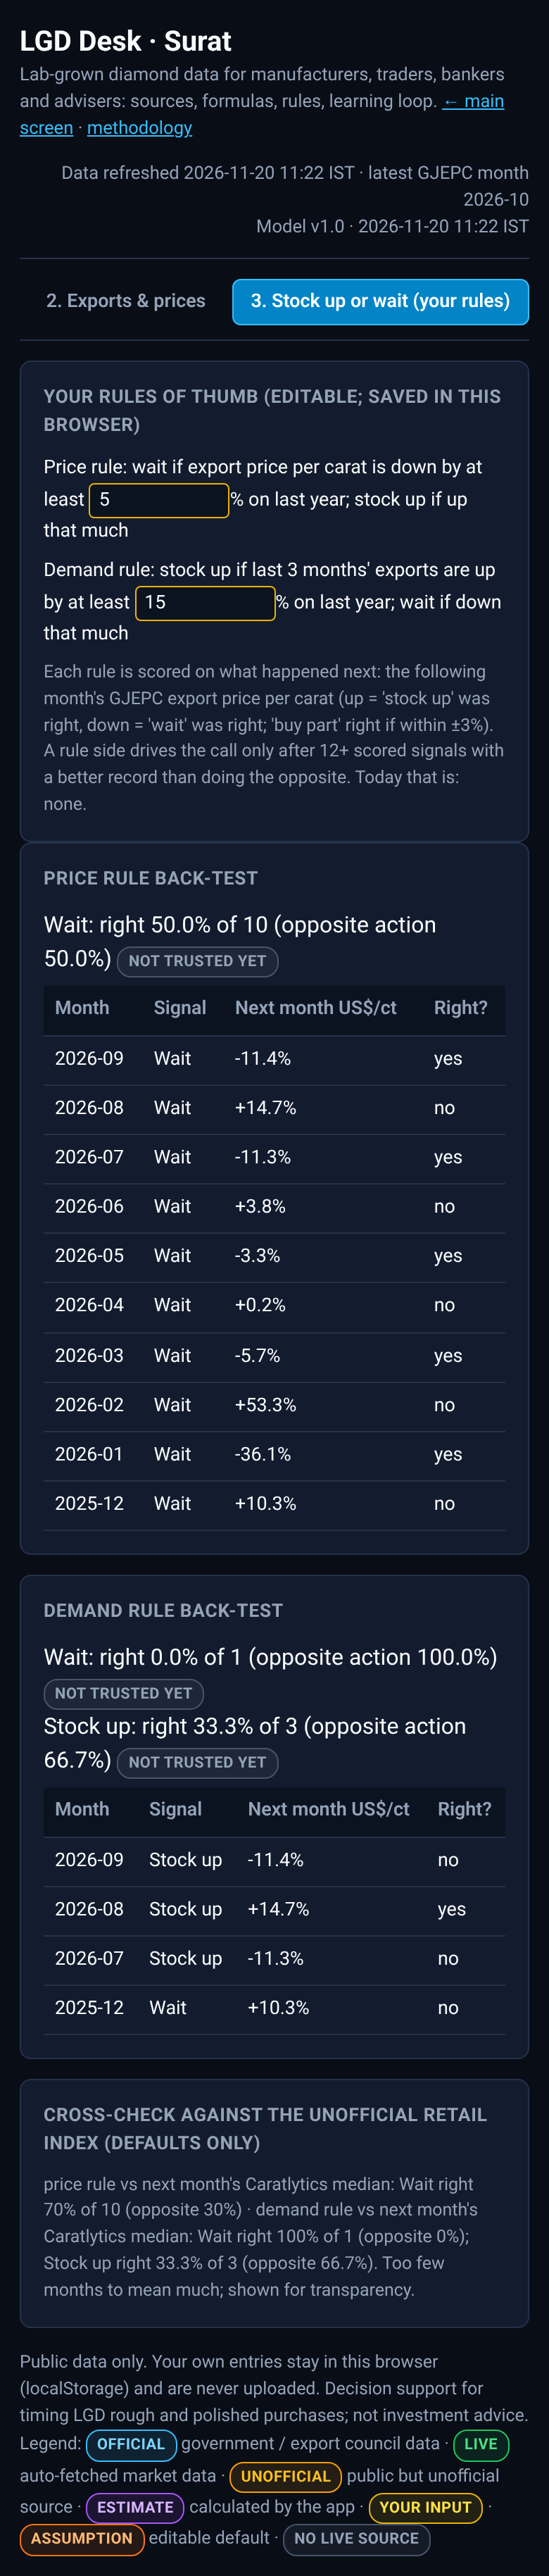 LGD Desk · Surat
Lab-grown diamond data for manufacturers, traders, bankers
and advisers: sources, formulas, rules, learning loop. ← main
screen · methodology
Data refreshed 2026-11-20 11:22 IST · latest GJEPC month
2026-10
Model v1.0 · 2026-11-20 11:22 IST
2. Exports & prices
3. Stock up or wait (your rules)
YOUR RULES OF THUMB (EDITABLE; SAVED IN THIS
BROWSER)
Price rule: wait if export price per carat is down by at
least 5 % on last year; stock up if up
that much
Demand rule: stock up if last 3 months' exports are up
by at least 15 % on last year; wait if down
that much
Each rule is scored on what happened next: the following
month's GJEPC export price per carat (up = 'stock up' was
right, down = 'wait' was right; 'buy part' right if within ±3%).
A rule side drives the call only after 12+ scored signals with
a better record than doing the opposite. Today that is:
none.
PRICE RULE BACK-TEST
Wait: right 50.0% of 10 (opposite action
50.0%) NOT TRUSTED YET
Month Signal Next month US$/ct Right?
2026-09 Wait -11.4% yes
2026-08 Wait +14.7% no
2026-07 Wait -11.3% yes
2026-06 Wait +3.8% no
2026-05 Wait -3.3% yes
2026-04 Wait +0.2% no
2026-03 Wait -5.7% yes
2026-02 Wait +53.3% no
2026-01 Wait -36.1% yes
2025-12 Wait +10.3% no
DEMAND RULE BACK-TEST
Wait: right 0.0% of 1 (opposite action 100.0%)
NOT TRUSTED YET
Stock up: right 33.3% of 3 (opposite action
66.7%) NOT TRUSTED YET
Month Signal Next month US$/ct Right?
2026-09 Stock up -11.4% no
2026-08 Stock up +14.7% yes
2026-07 Stock up -11.3% no
2025-12 Wait +10.3% no
CROSS-CHECK AGAINST THE UNOFFICIAL RETAIL
INDEX (DEFAULTS ONLY)
price rule vs next month's Caratlytics median: Wait right
70% of 10 (opposite 30%) · demand rule vs next month's
Caratlytics median: Wait right 100% of 1 (opposite 0%);
Stock up right 33.3% of 3 (opposite 66.7%). Too few
months to mean much; shown for transparency.
Public data only. Your own entries stay in this browser
(localStorage) and are never uploaded. Decision support for
timing LGD rough and polished purchases; not investment advice.
Legend: OFFICIAL government / export council data · LIVE
auto-fetched market data · UNOFFICIAL public but unofficial
source · ESTIMATE calculated by the app · YOUR INPUT ·
ASSUMPTION editable default · NO LIVE SOURCE